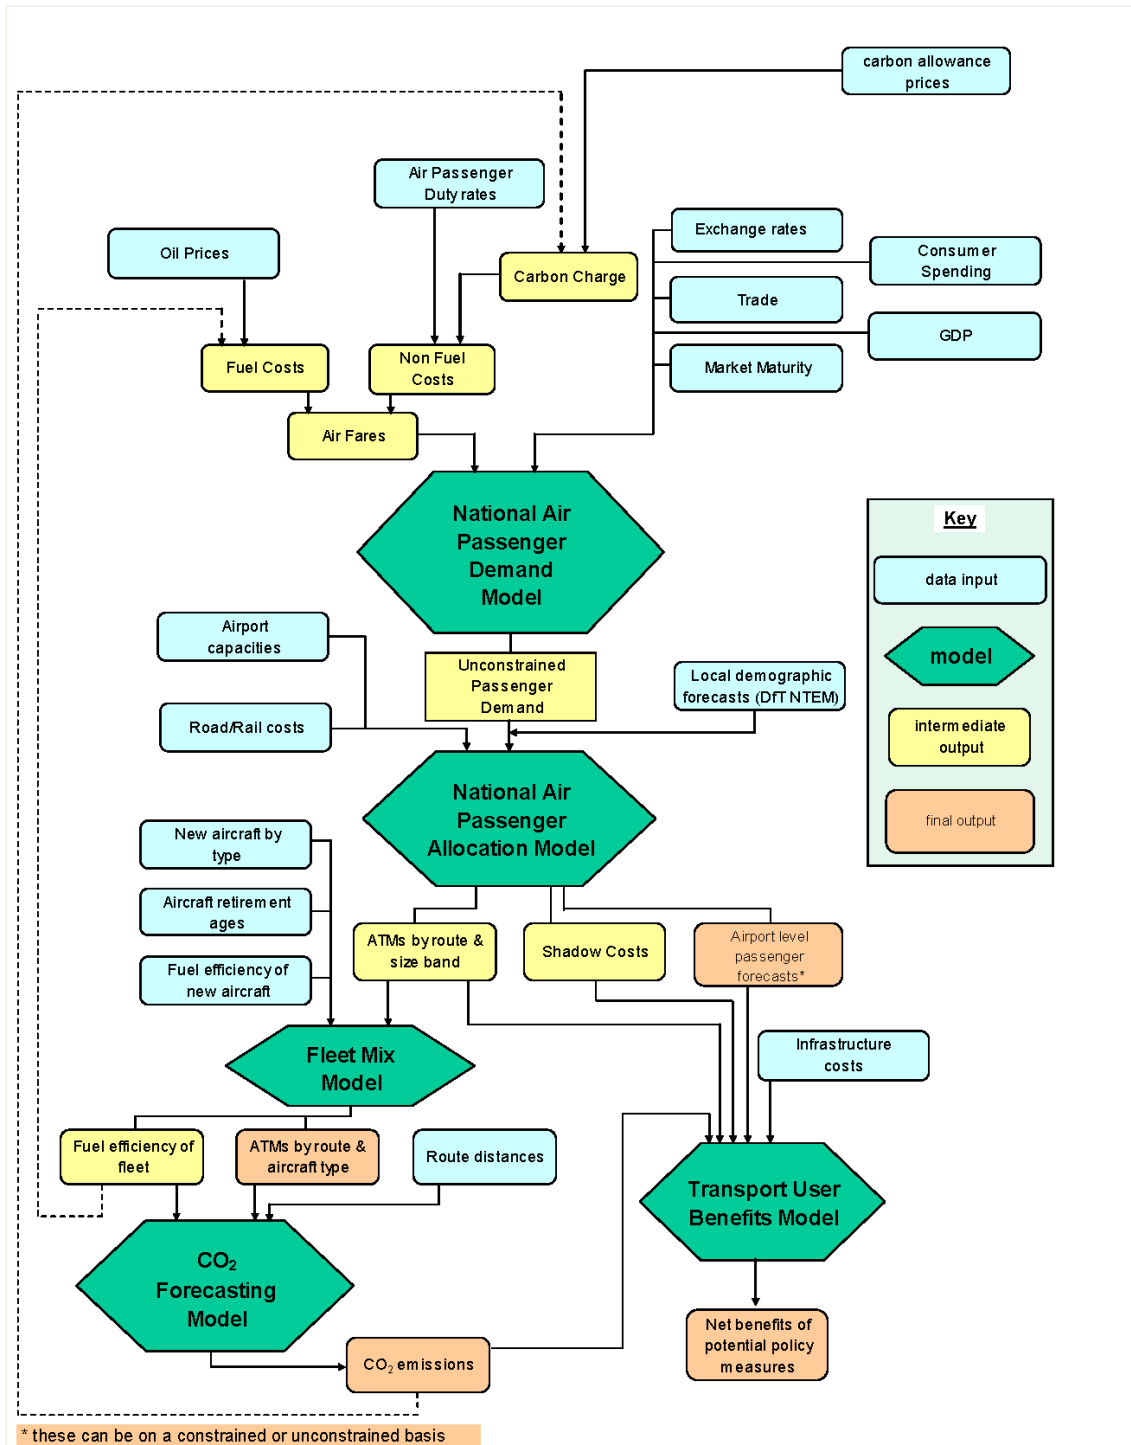 carbon allowance
prices
Air Passenger
Duty rates
Exchange rates
Oil Prices
Consumer
Spending
Carbon Charge
Trade
GDP
Non Fuel
Costs
Fuel Costs
Market Maturity
Air Fares
National Air
Passenger
Demand
Model
Key
data input
model
intermediate
output
final output
Airport
capacities
Unconstrained
Passenger
Demand
Local demographic
forecasts (DfT NTEM)
Road/Rail costs
National Air
Passenger
Allocation Model
New aircraft by
type
Aircraft retirement
ages
Fuel efficiency of
new aircraft
ATMs by route &
size band
Shadow Costs
Airport level
passenger
forecasts*
Infrastructure
costs
Fleet Mix
Model
Fuel efficiency of
fleet
ATMs by route &
aircraft type
Route distances
Transport User
Benefits Model
CO₂
Forecasting
Model
CO₂ emissions
Net benefits of
potential policy
measures
* these can be on a constrained or unconstrained basis